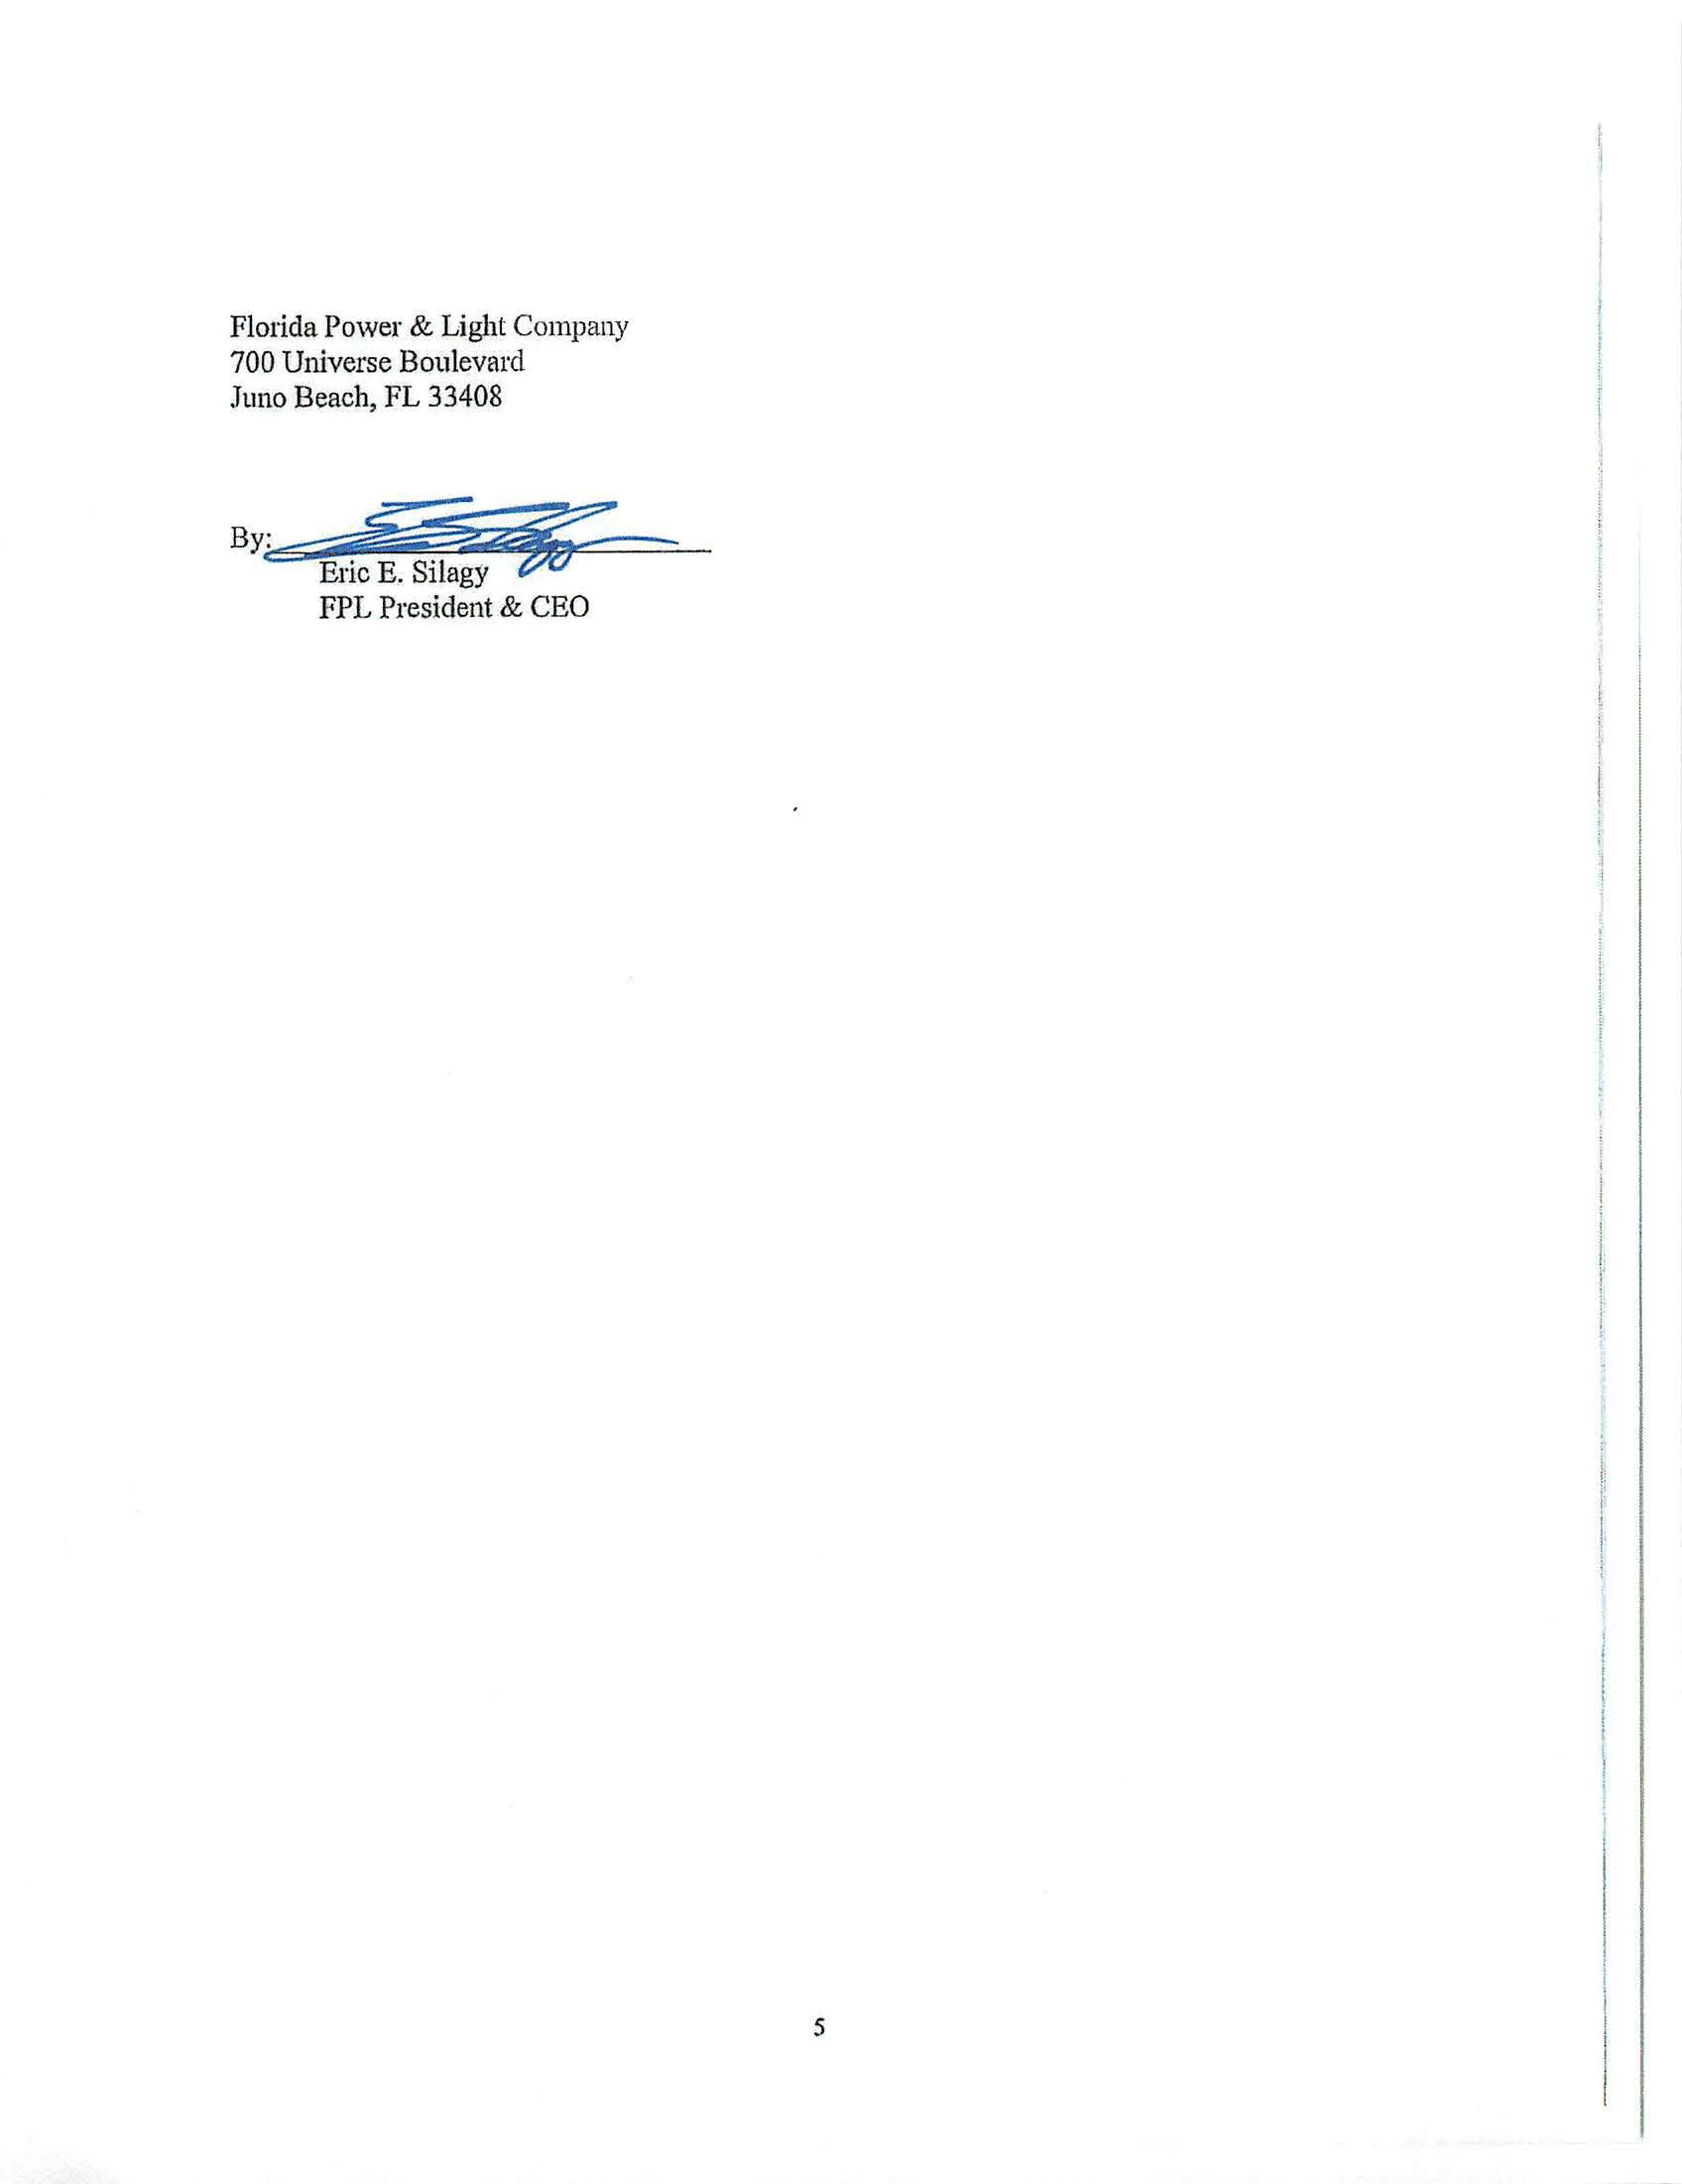 Florida Power & Light Company
700 Universe Boulevard
Juno Beach, FL 33408
By:
Eric E. Silagy
FPL President & CEO
5